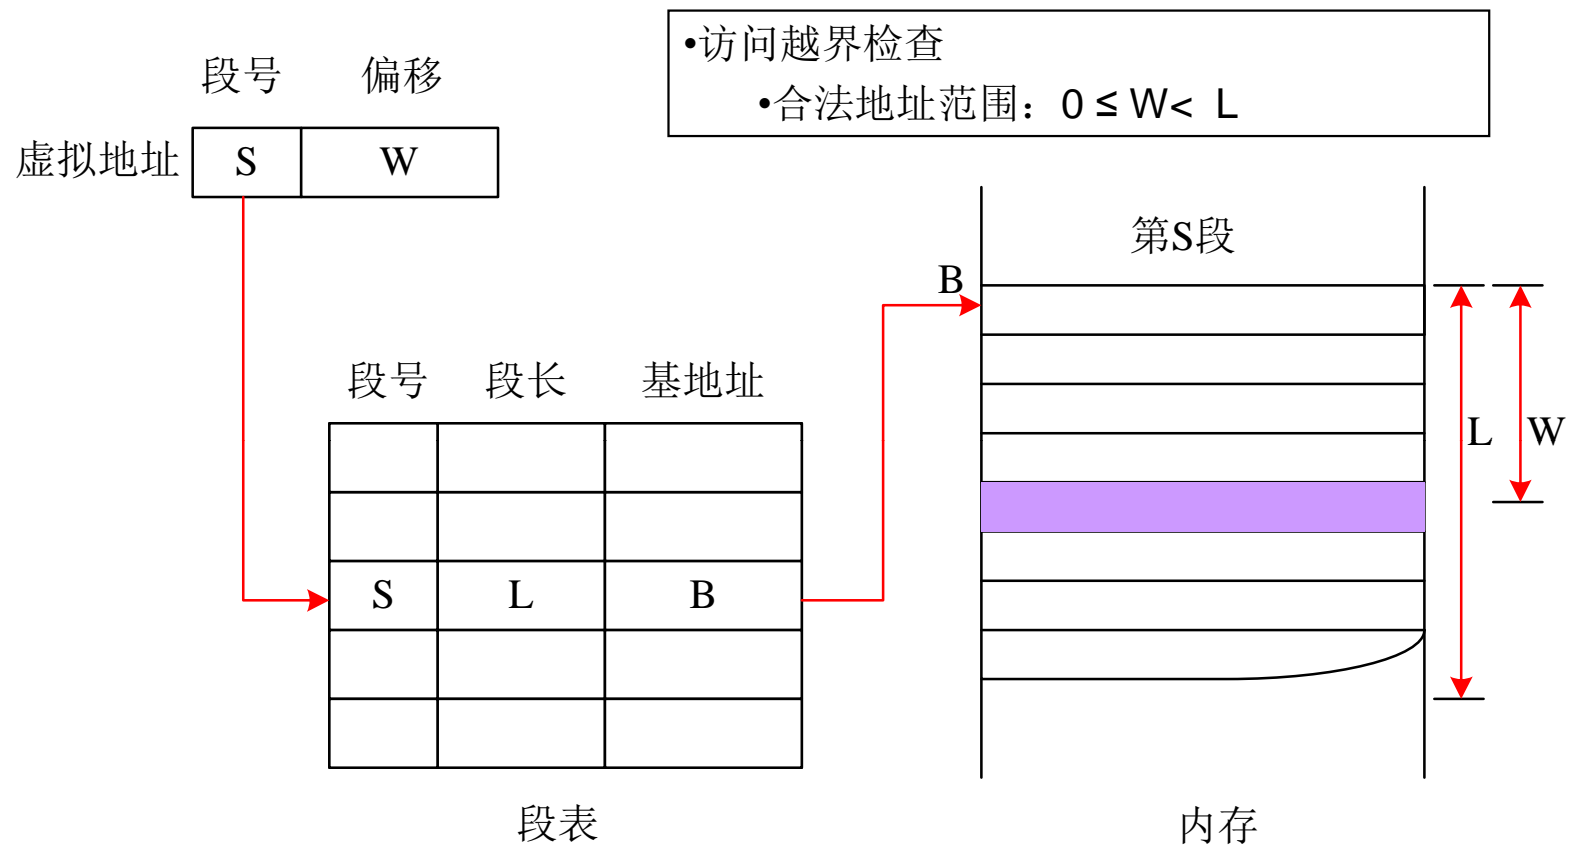 •访问越界检查
•合法地址范围：0 ≤ W< L
段号 偏移
虚拟地址 S W
第S段
B
段号 段长 基地址
L W
S L B
段表
内存